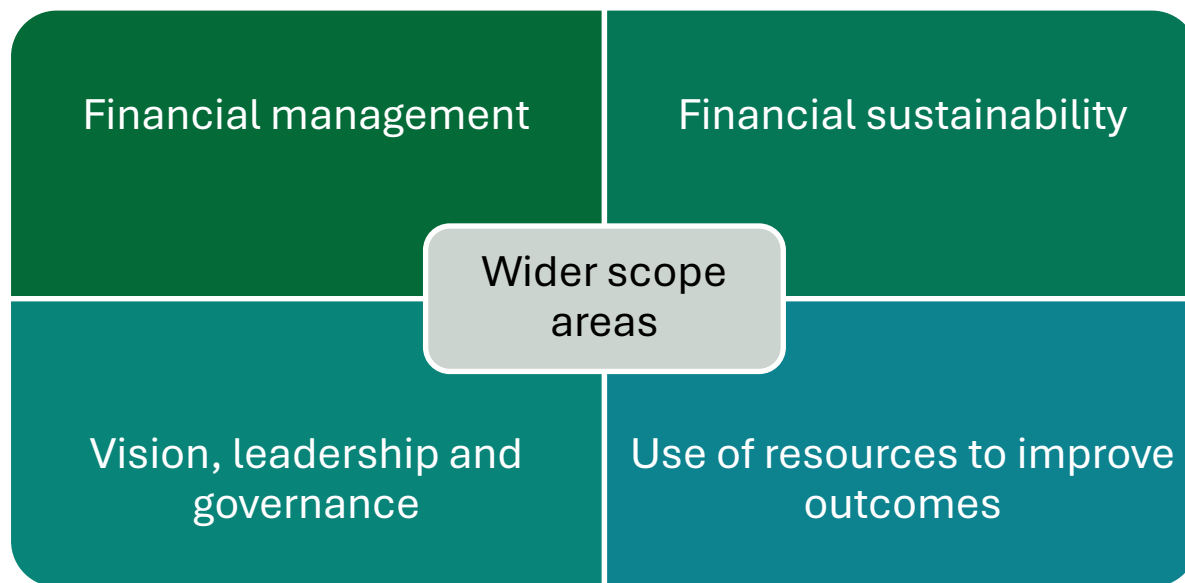 Financial management
Financial sustainability
Wider scope
areas
Vision, leadership and
governance
Use of resources to improve
outcomes